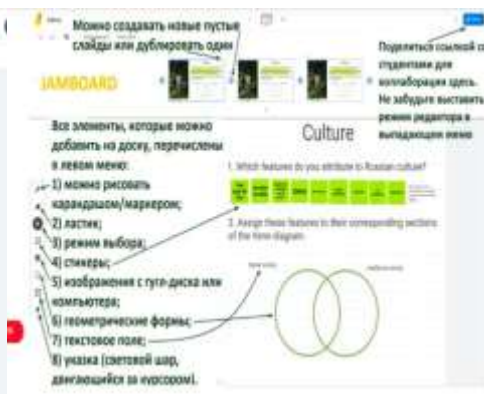 Можно создавать новые пустые
слайды или дублировать один
Поделиться ссылкой со
студентами для
коллаборации здесь.
Не забудьте выставить
режим редактора в
выпадающем меню
JAMBOARD
Все элементы, которые можно
добавить на доску, перечислены
в левом меню:
1) можно рисовать
карандашом/маркером;
2) ластик;
3) режим выбора;
4) стикеры;
5) изображения с гугл-диска или
компьютера;
6) геометрические формы;
7) текстовое поле;
8) указка (световой шар,
двигающийся за курсором).
Culture
1. Which features do you attribute to Russian culture?
2. Assign these features to their corresponding sections
of the Venn diagram.